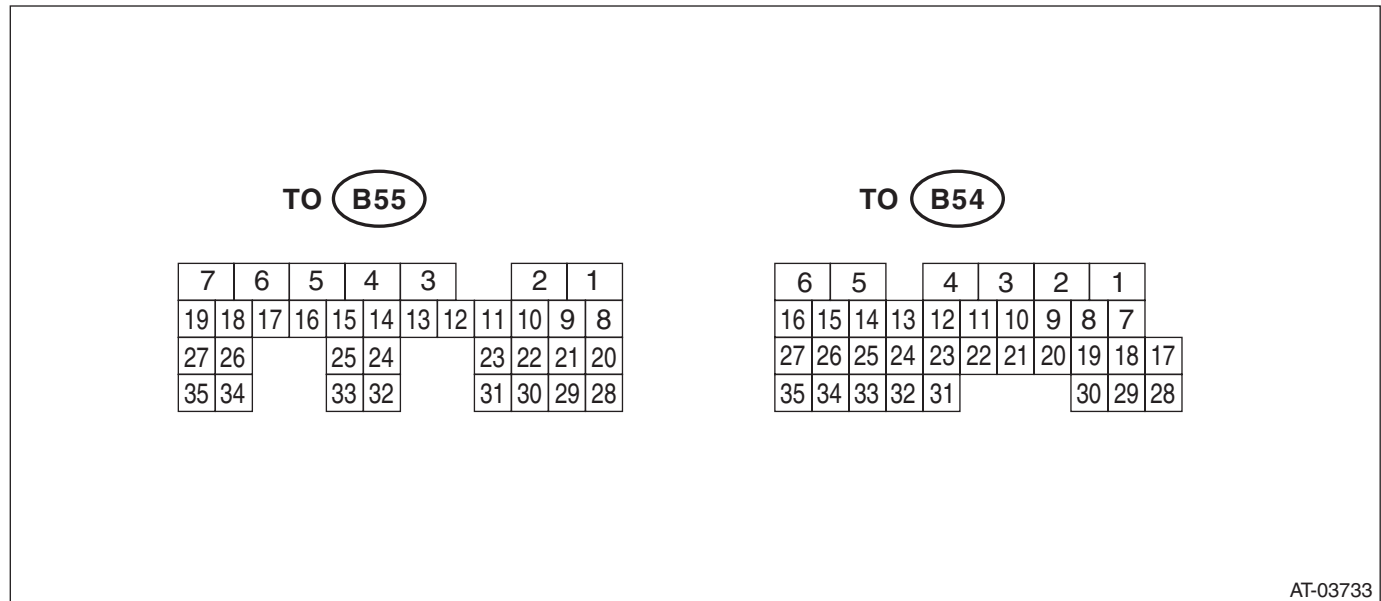 TO B55
7 6 5 4 3 2 1
19 18 17 16 15 14 13 12 11 10 9 8
27 26 25 24 23 22 21 20
35 34 33 32 31 30 29 28
TO B54
6 5 4 3 2 1
16 15 14 13 12 11 10 9 8 7
27 26 25 24 23 22 21 20 19 18 17
35 34 33 32 31 30 29 28
AT-03733